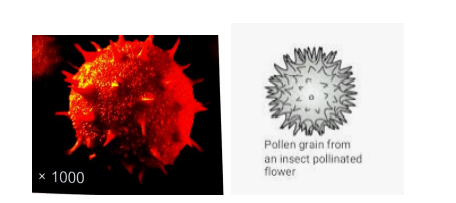 × 1000
Pollen grain from
an insect pollinated
flower